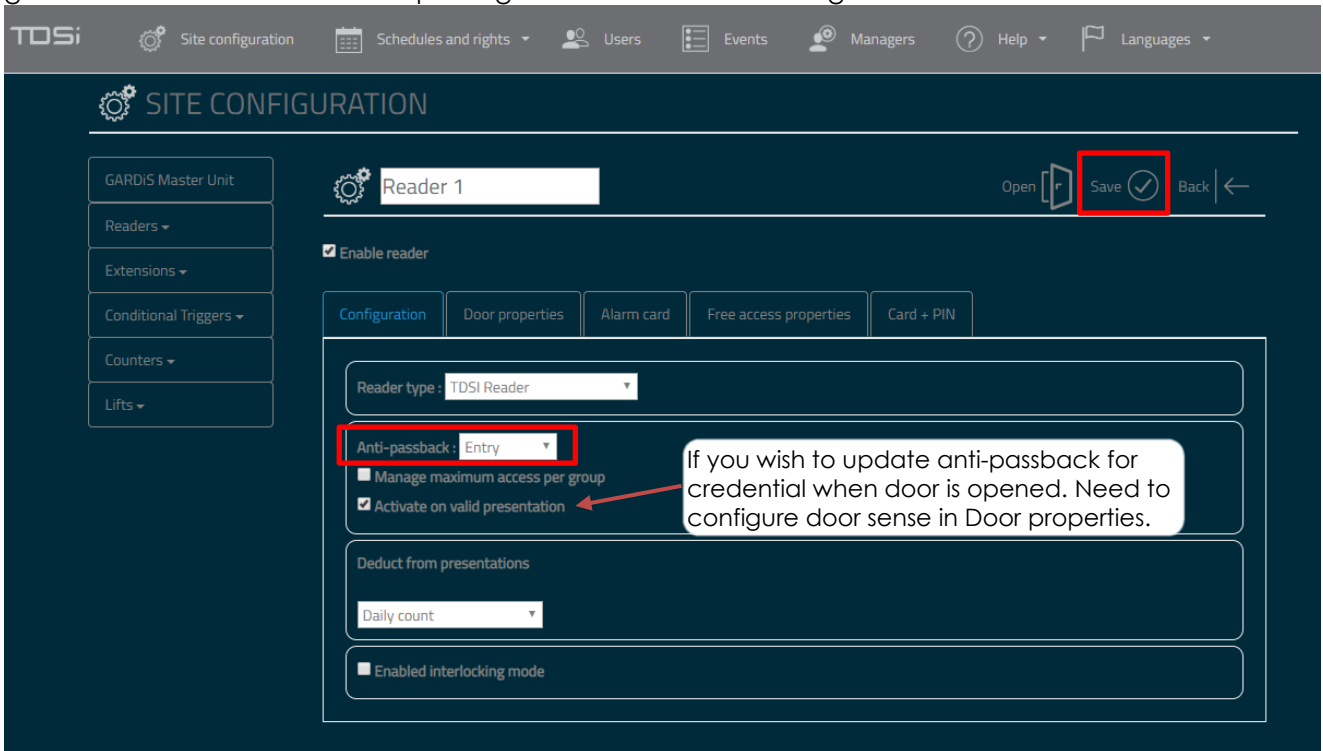 TDSi Site configuration Schedules and rights Users Events Managers Help Languages
SITE CONFIGURATION
GARDiS Master Unit
Readers
Extensions
Conditional Triggers
Counters
Lifts
Reader 1
Open Save Back
Enable reader
Configuration Door properties Alarm card Free access properties Card + PIN
Reader type : TDSI Reader
Anti-passback : Entry
Manage maximum access per group
Activate on valid presentation
If you wish to update anti-passback for
credential when door is opened. Need to
configure door sense in Door properties.
Deduct from presentations
Daily count
Enabled interlocking mode